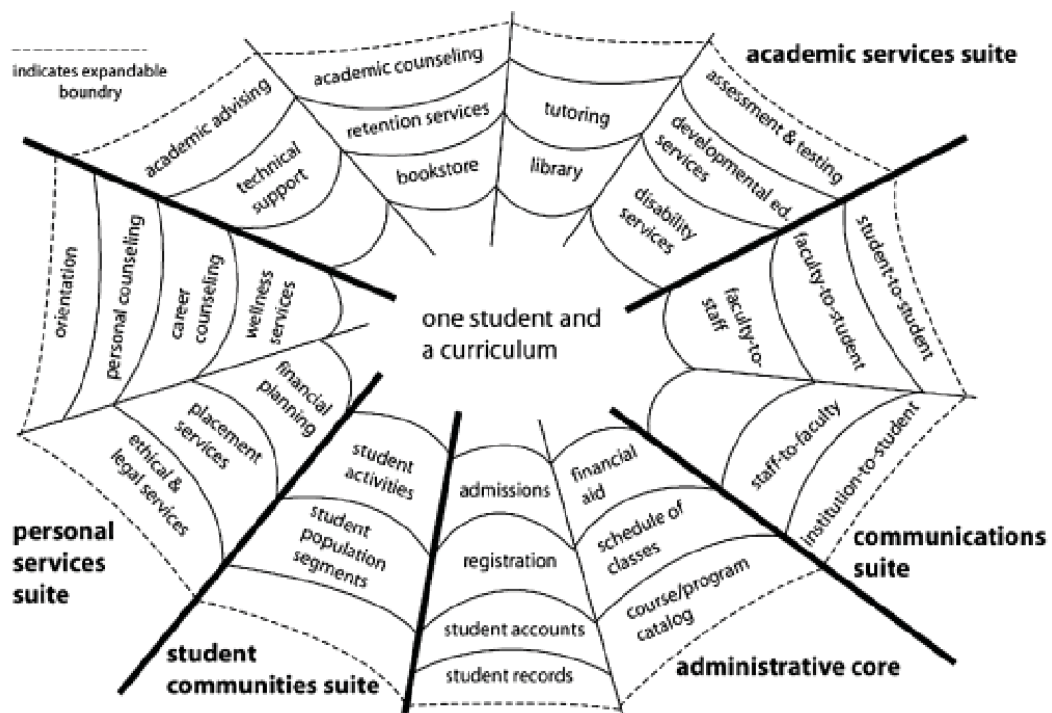 indicates expandable
boundry
academic services suite
academic advising
technical
support
academic counseling
retention services
bookstore
tutoring
library
assessment & testing
developmental ed.
services
disability
services
orientation
personal counseling
career
counseling
wellness
services
one student and
a curriculum
faculty-to-
staff
faculty-to-student
student-to-student
financial
planning
placement
services
ethical &
legal services
student
activities
student
population
segments
admissions
registration
student accounts
student records
financial
aid
schedule of
classes
course/program
catalog
staff-to-faculty
institution-to-student
personal
services
suite
student
communities suite
administrative core
communications
suite